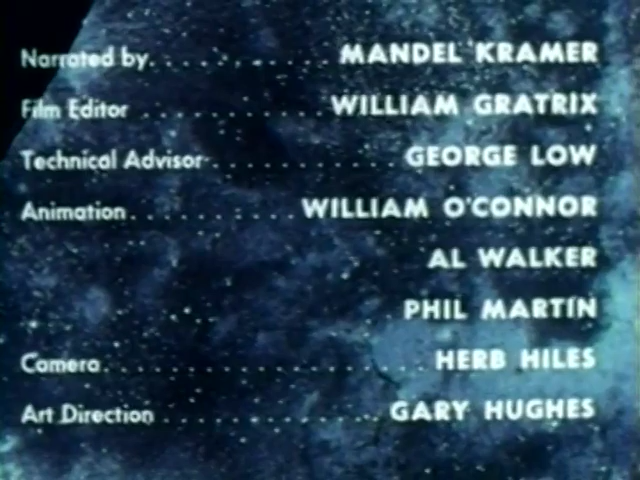 Narrated by. . . . . . . . . . . . MANDEL KRAMER
Film Editor . . . . . . . . . . . . WILLIAM GRATRIX
Technical Advisor . . . . . . . . . . . . GEORGE LOW
Animation. . . . . . . . . . . WILLIAM O'CONNOR
AL WALKER
PHIL MARTIN
Camera. . . . . . . . . . . . . . . . . . . . HERB HILES
Art Direction . . . . . . . . . . . . . . GARY HUGHES